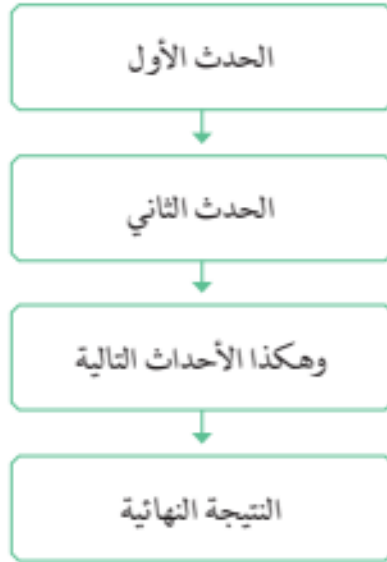 الحدث الأول
الحدث الثاني
وهكذا الأحداث التالية
النتيجة النهائية